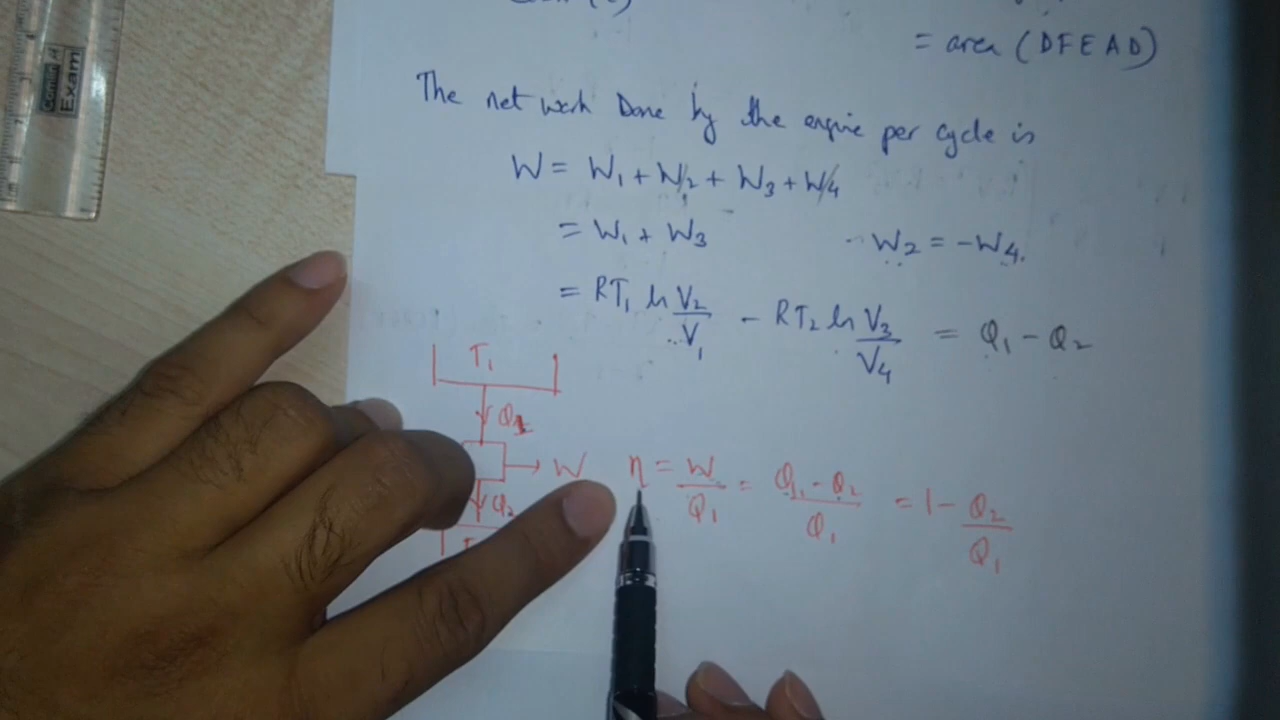 = area (DFEAD)
The net work Done by the engine per cycle is
W = W₁ + W₂ + W₃ + W₄
= W₁ + W₃ ∵ W₂ = -W₄.
= RT₁ ln V₂/V₁ - RT₂ ln V₃/V₄ = Q₁ - Q₂
T₁
Q₁
W
Q₂
η = W/Q₁ = Q₁ - Q₂/Q₁ = 1 - Q₂/Q₁
Exam